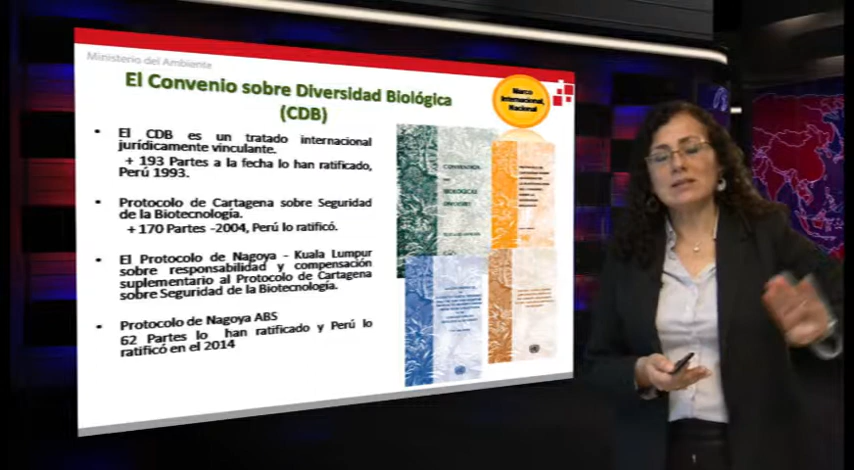 Ministerio del Ambiente
El Convenio sobre Diversidad Biológica
(CDB)
Marco
Internacional,
Nacional
• El CDB es un tratado internacional
jurídicamente vinculante.
+ 193 Partes a la fecha lo han ratificado,
Perú 1993.
• Protocolo de Cartagena sobre Seguridad
de la Biotecnología.
+170 Partes -2004, Perú lo ratificó.
• El Protocolo de Nagoya - Kuala Lumpur
sobre responsabilidad y compensación
suplementario al Protocolo de Cartagena
sobre Seguridad de la Biotecnología.
• Protocolo de Nagoya ABS
62 Partes lo han ratificado y Perú lo
ratificó en el 2014